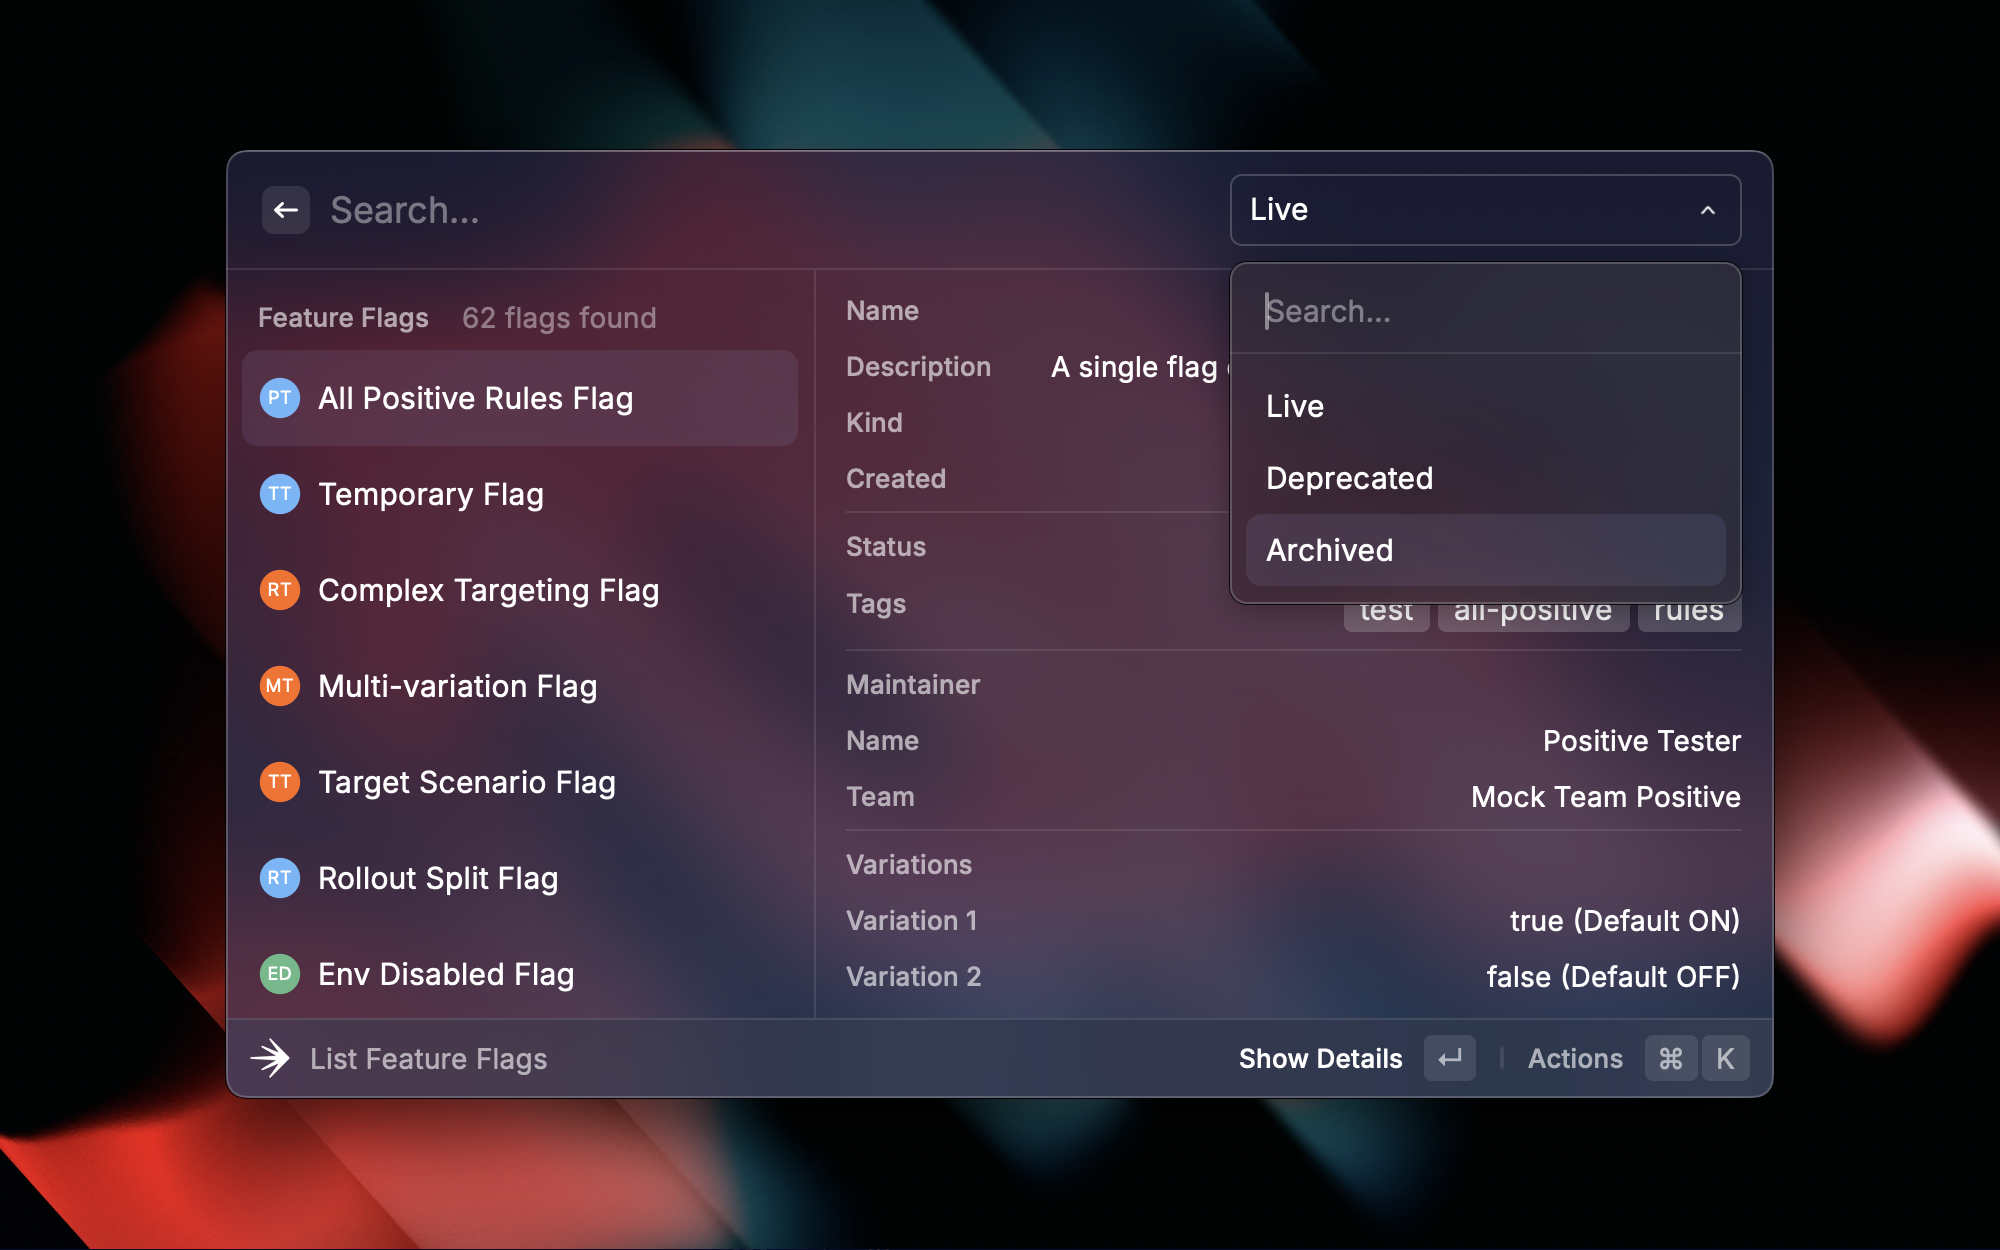 Search...
Live
Feature Flags 62 flags found
PT All Positive Rules Flag
TT Temporary Flag
RT Complex Targeting Flag
MT Multi-variation Flag
TT Target Scenario Flag
RT Rollout Split Flag
ED Env Disabled Flag
Name
Description A single flag
Kind
Created
Status
Tags test all-positive rules
Maintainer
Name Positive Tester
Team Mock Team Positive
Variations
Variation 1 true (Default ON)
Variation 2 false (Default OFF)
Search...
Live
Deprecated
Archived
List Feature Flags
Show Details ↵ Actions ⌘ K